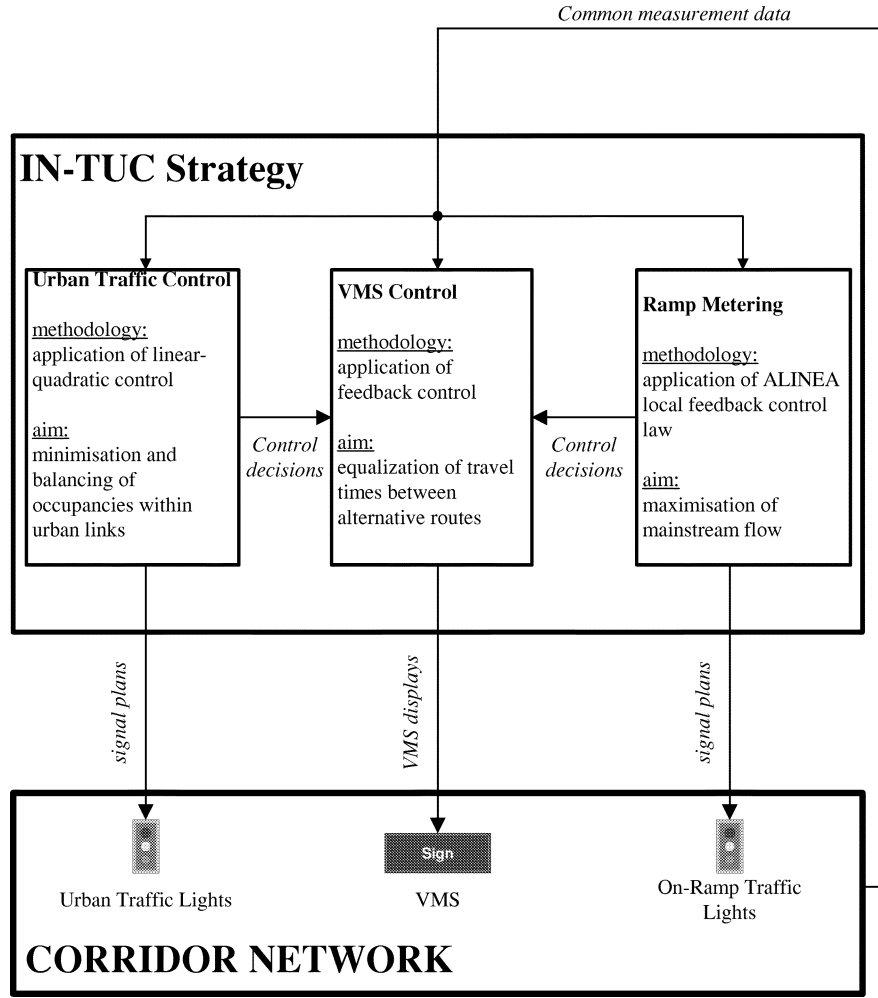 Common measurement data
IN-TUC Strategy
Urban Traffic Control
methodology:
application of linear-
quadratic control
aim:
minimisation and
balancing of
occupancies within
urban links
Control
decisions
VMS Control
methodology:
application of
feedback control
aim:
equalization of travel
times between
alternative routes
Control
decisions
Ramp Metering
methodology:
application of ALINEA
local feedback control
law
aim:
maximisation of
mainstream flow
signal plans
VMS displays
signal plans
Sign
Urban Traffic Lights
VMS
On-Ramp Traffic
Lights
CORRIDOR NETWORK